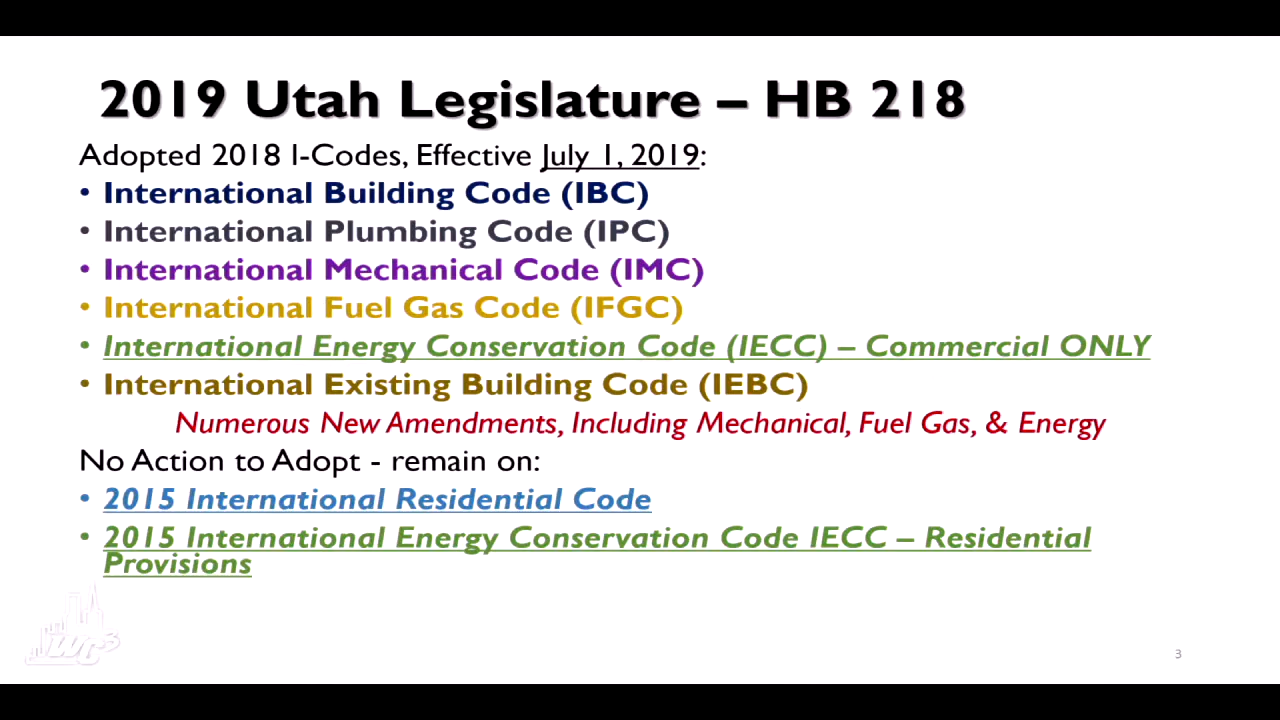 2019 Utah Legislature – HB 218
Adopted 2018 I-Codes, Effective July 1, 2019:
• International Building Code (IBC)
• International Plumbing Code (IPC)
• International Mechanical Code (IMC)
• International Fuel Gas Code (IFGC)
• International Energy Conservation Code (IECC) – Commercial ONLY
• International Existing Building Code (IEBC)
Numerous New Amendments, Including Mechanical, Fuel Gas, & Energy
No Action to Adopt - remain on:
• 2015 International Residential Code
• 2015 International Energy Conservation Code IECC – Residential
Provisions
WC³
3